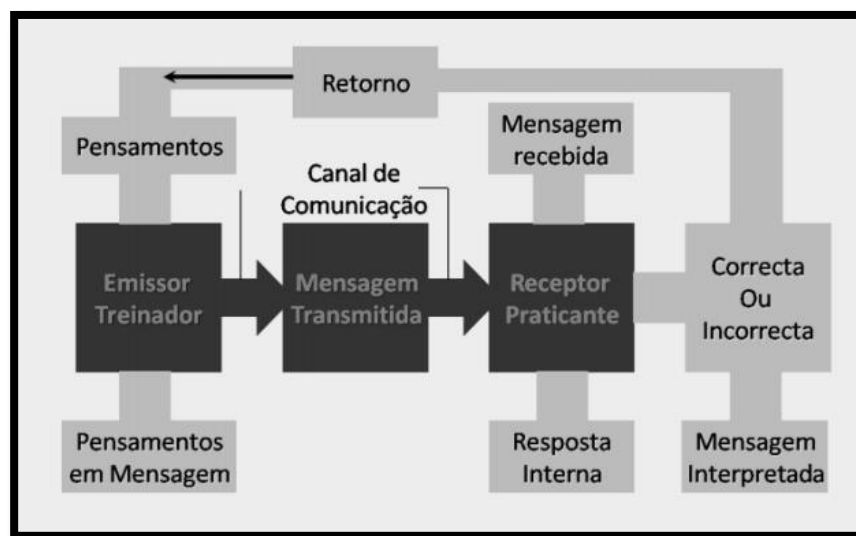 Retorno
Pensamentos
Mensagem
recebida
Canal de
Comunicação
Emissor
Treinador
Mensagem
Transmitida
Receptor
Praticante
Correcta
Ou
Incorrecta
Pensamentos
em Mensagem
Resposta
Interna
Mensagem
Interpretada